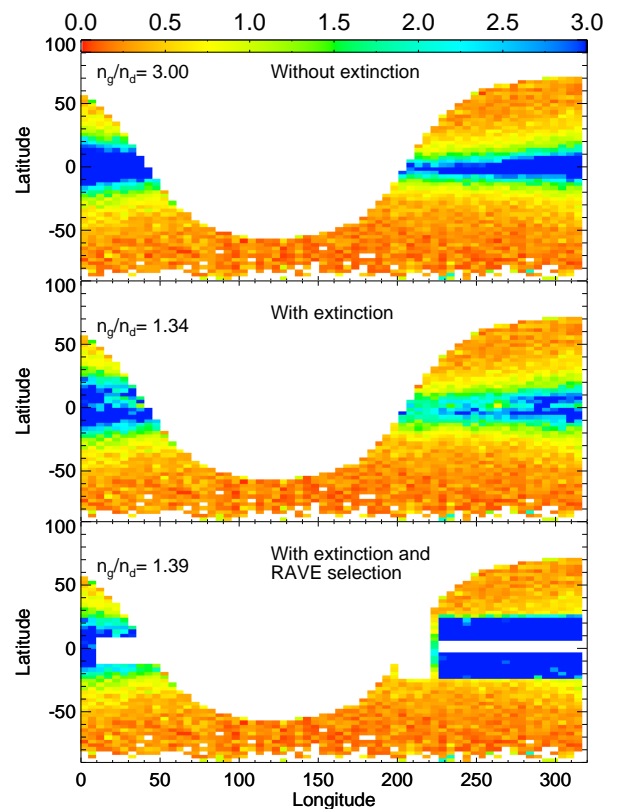 0.0 0.5 1.0 1.5 2.0 2.5 3.0
100
n_g/n_d= 3.00 Without extinction
50
0
-50
Latitude
100
n_g/n_d= 1.34 With extinction
50
0
-50
Latitude
100
n_g/n_d= 1.39 With extinction and
RAVE selection
50
0
-50
Latitude
0 50 100 150 200 250 300
Longitude